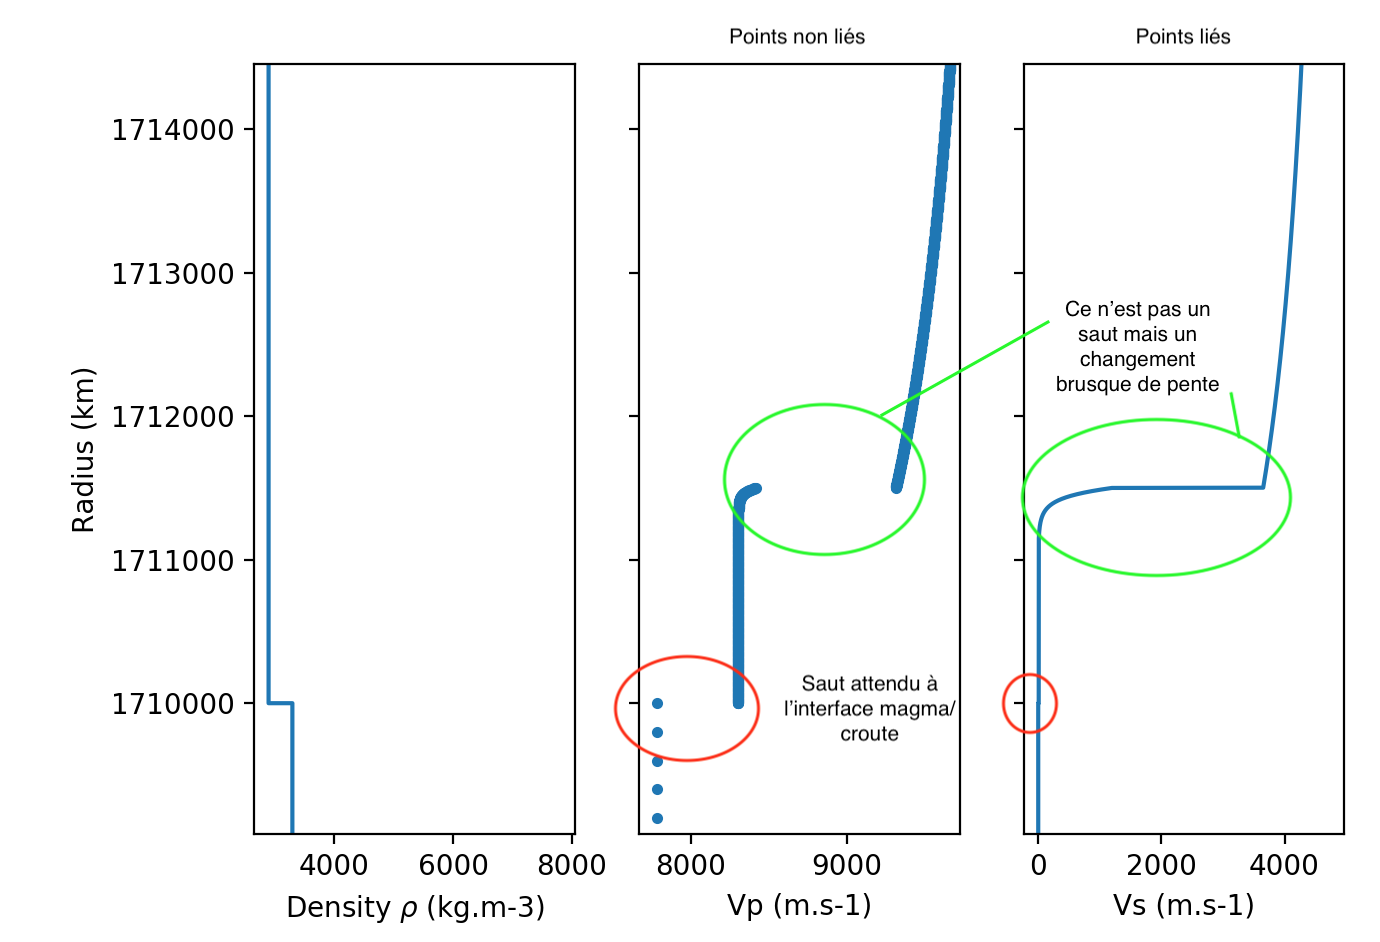 Points non liés
Points liés
1714000
1713000
1712000
1711000
1710000
Radius (km)
Ce n’est pas un
saut mais un
changement
brusque de pente
Saut attendu à
l’interface magma/
croute
4000 6000 8000
8000 9000
0 2000 4000
Density ρ (kg.m-3)
Vp (m.s-1)
Vs (m.s-1)